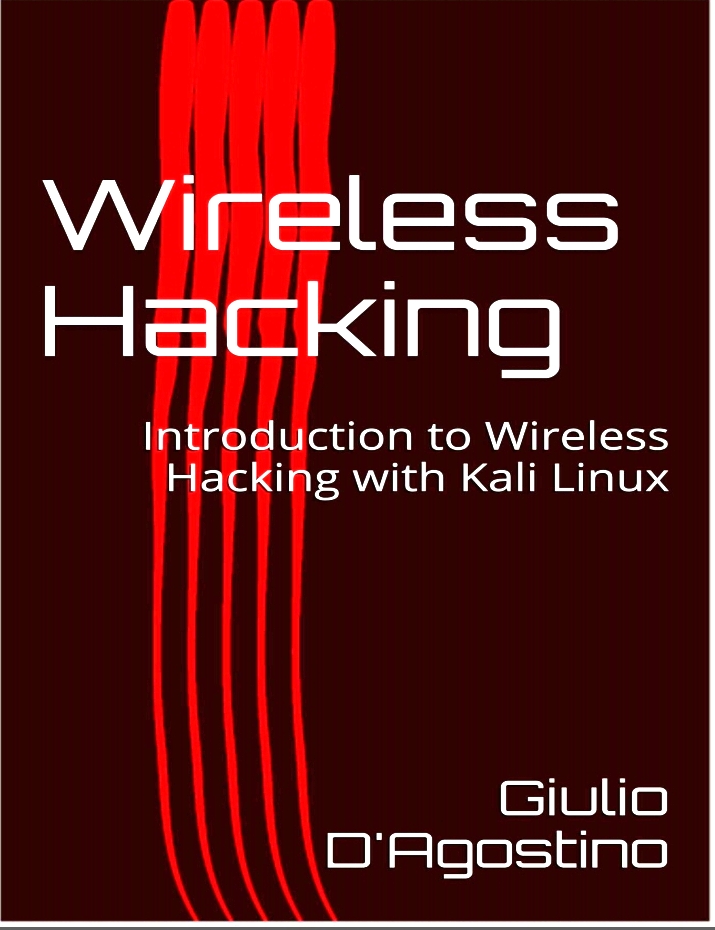 Wireless
Hacking
Introduction to Wireless
Hacking with Kali Linux
Giulio
D'Agostino